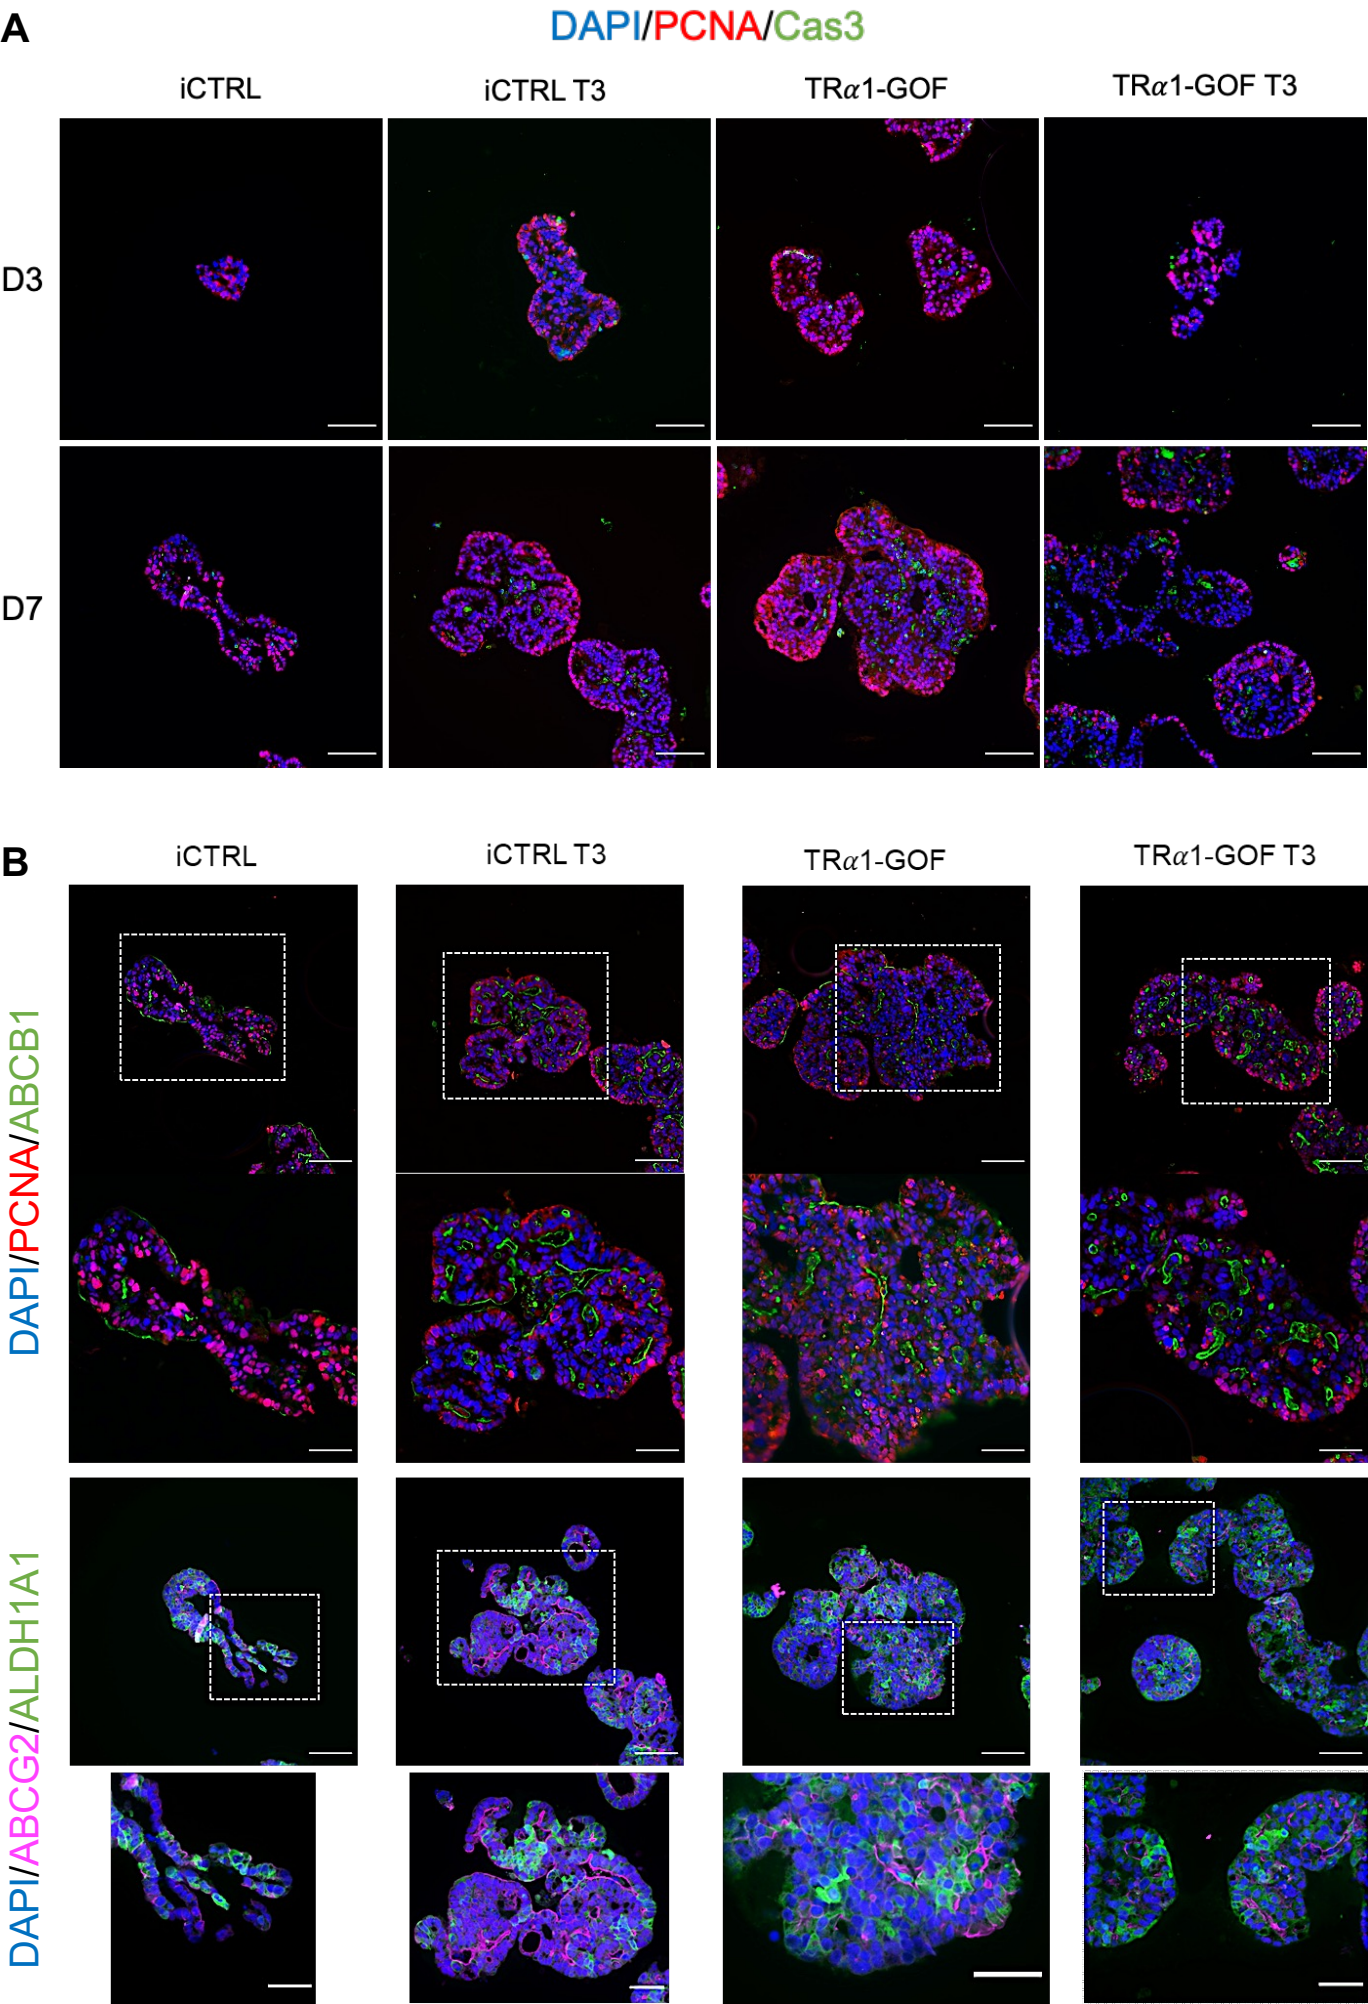 A
DAPI/PCNA/Cas3
iCTRL
iCTRL T3
TRα1-GOF
TRα1-GOF T3
D3
D7
B
iCTRL
iCTRL T3
TRα1-GOF
TRα1-GOF T3
DAPI/PCNA/ABCB1
DAPI/ABCG2/ALDH1A1